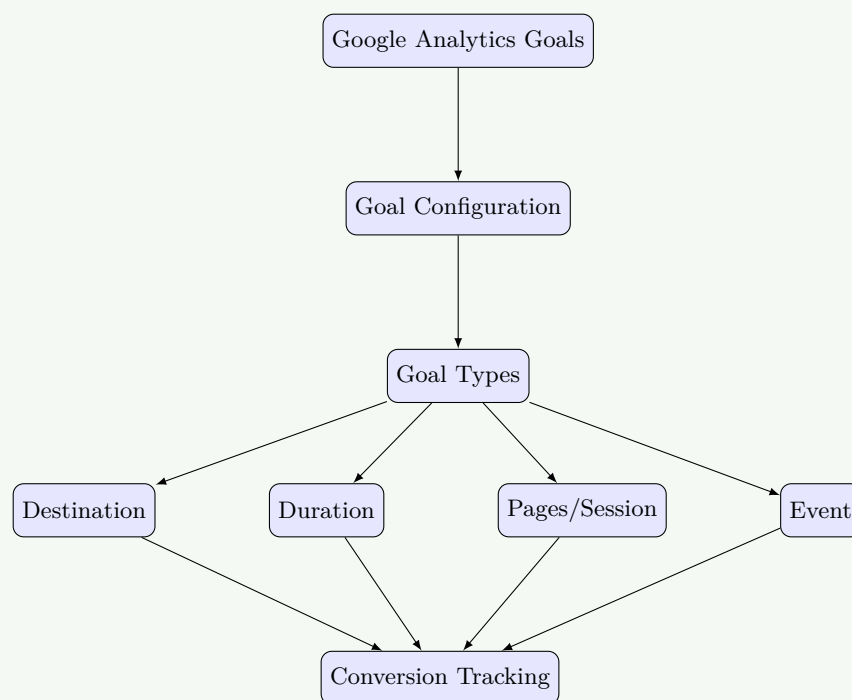 Google Analytics Goals
Goal Configuration
Goal Types
Destination
Duration
Pages/Session
Event
Conversion Tracking